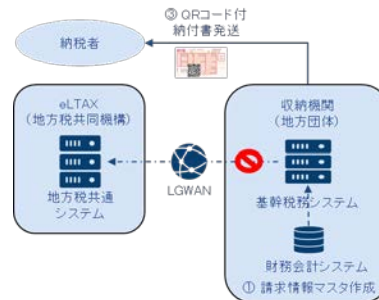 ③ QRコード付
納付書発送
納税者
eLTAX
(地方税共同機構)
地方税共通
システム
LGWAN
収納機関
(地方団体)
基幹税務システム
財務会計システム
① 請求情報マスタ作成